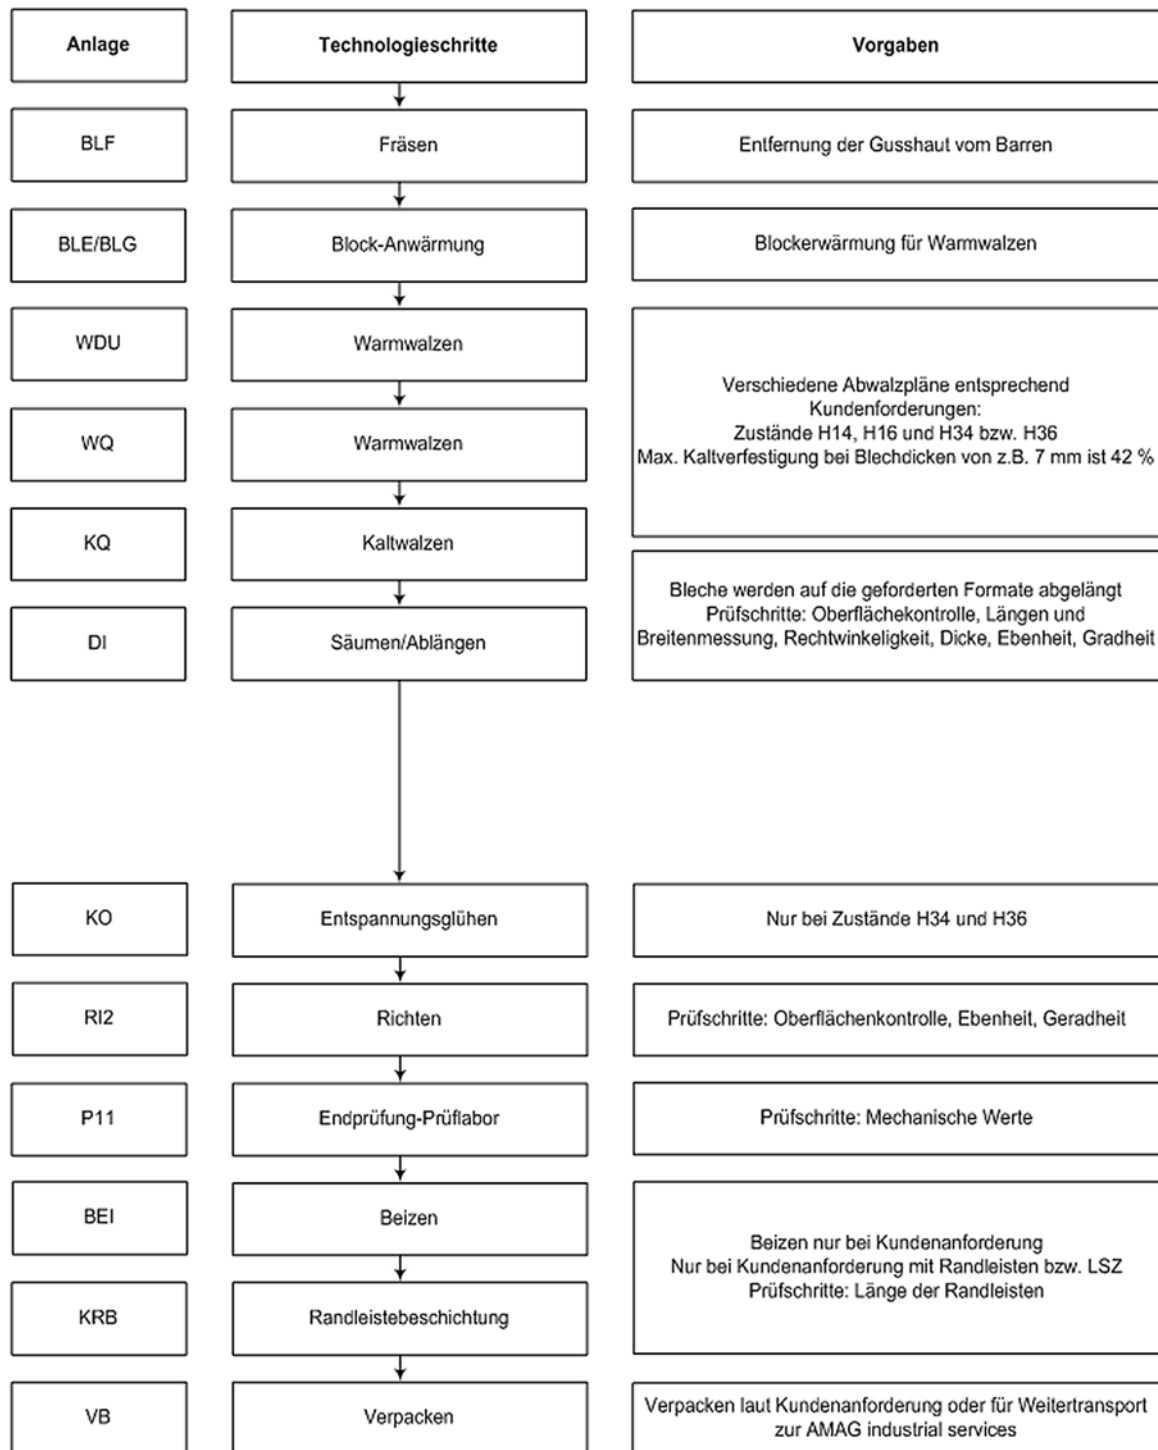 Anlage
Technologieschritte
Vorgaben
BLF
Fräsen
Entfernung der Gusshaut vom Barren
BLE/BLG
Block-Anwärmung
Blockerwärmung für Warmwalzen
WDU
Warmwalzen
Verschiedene Abwalzpläne entsprechend
Kundenforderungen:
Zustände H14, H16 und H34 bzw. H36
Max. Kaltverfestigung bei Blechdicken von z.B. 7 mm ist 42 %
WQ
Warmwalzen
KQ
Kaltwalzen
DI
Säumen/Ablängen
Bleche werden auf die geforderten Formate abgelängt
Prüfschritte: Oberflächekontrolle, Längen und
Breitenmessung, Rechtwinkeligkeit, Dicke, Ebenheit, Gradheit
KO
Entspannungsglühen
Nur bei Zustände H34 und H36
RI2
Richten
Prüfschritte: Oberflächenkontrolle, Ebenheit, Geradheit
P11
Endprüfung-Prüflabor
Prüfschritte: Mechanische Werte
BEI
Beizen
Beizen nur bei Kundenanforderung
Nur bei Kundenanforderung mit Randleisten bzw. LSZ
Prüfschritte: Länge der Randleisten
KRB
Randleistebeschichtung
VB
Verpacken
Verpacken laut Kundenanforderung oder für Weitertransport
zur AMAG industrial services